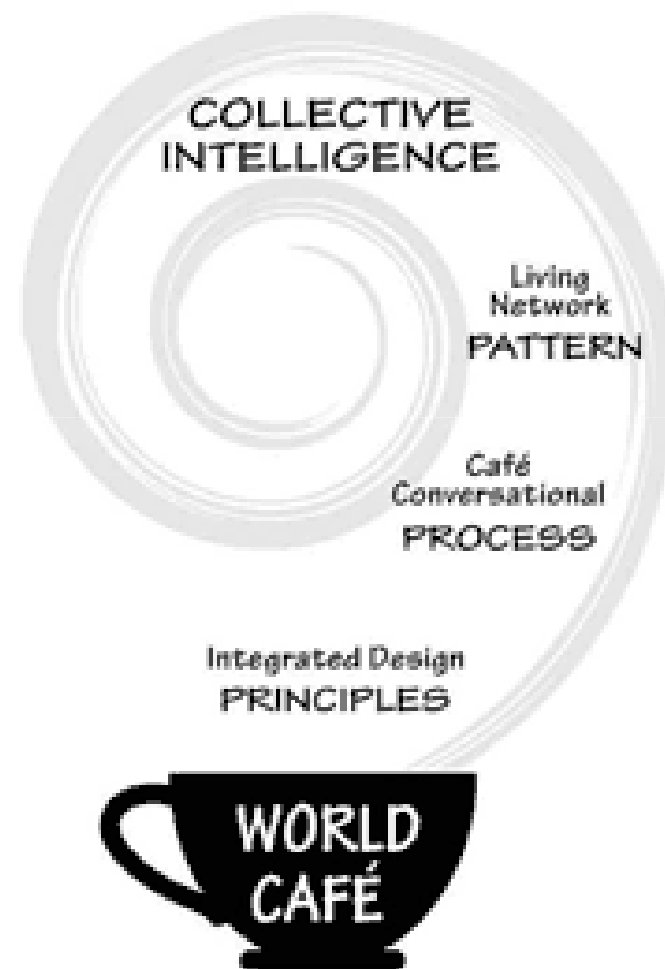 COLLECTIVE
INTELLIGENCE
Living
Network
PATTERN
Café
Conversational
PROCESS
Integrated Design
PRINCIPLES
WORLD
CAFÉ